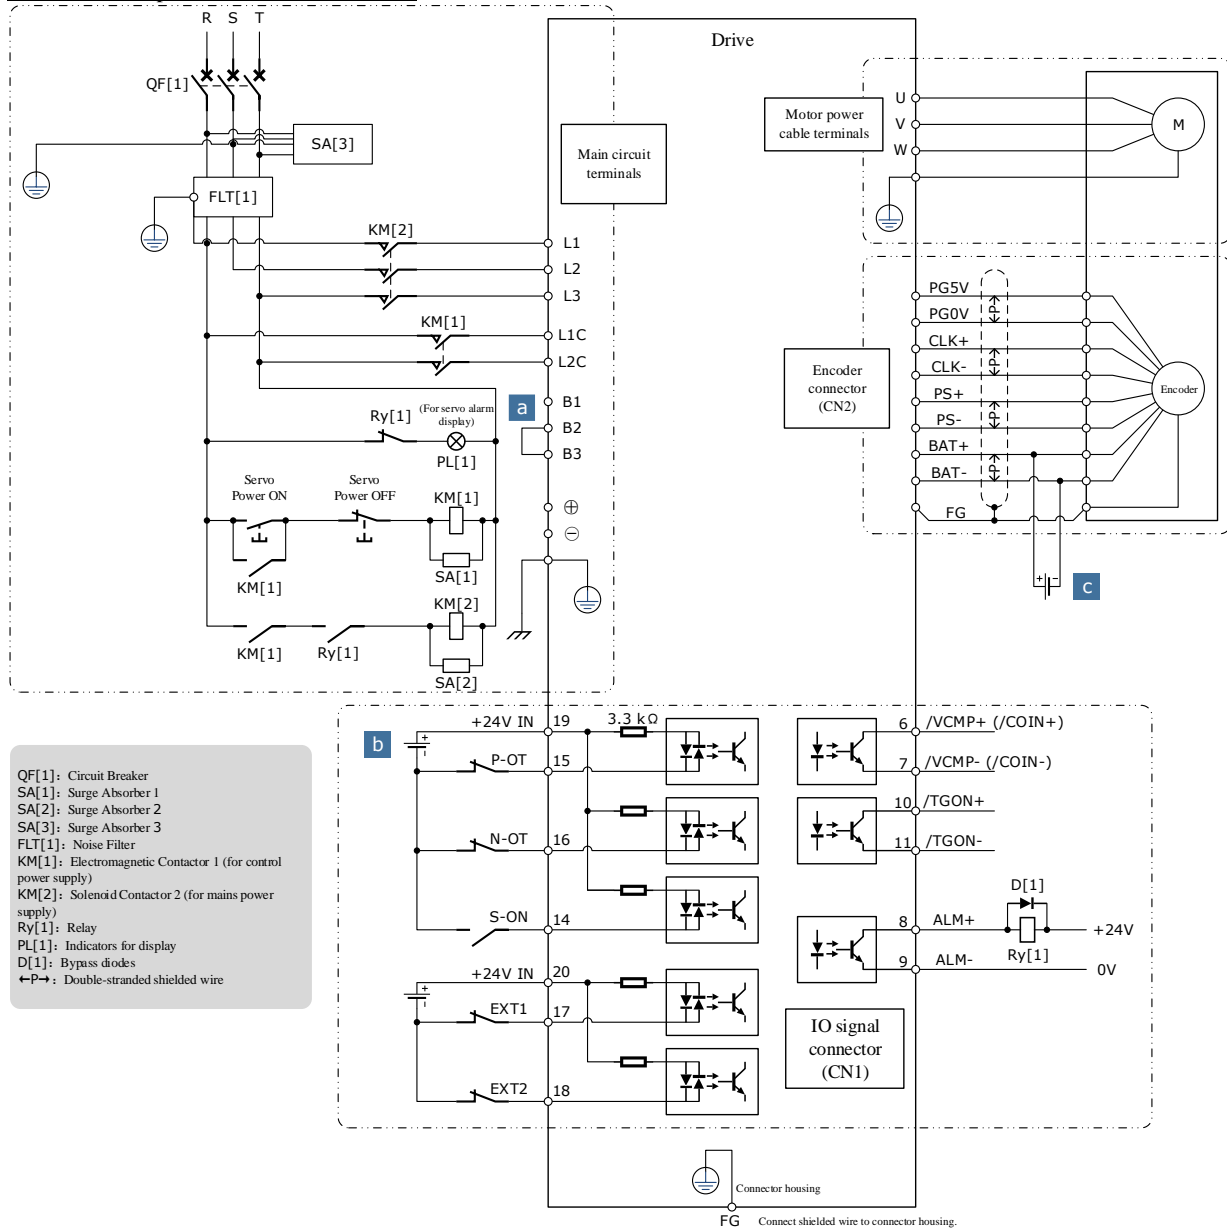 R S T
Drive
QF[1]
SA[3]
FLT[1]
Main circuit
terminals
KM[2]
L1
L2
L3
KM[1]
L1C
L2C
a
B1
B2
B3
Ry[1]
(For servo alarm
display)
PL[1]
Servo
Power ON
Servo
Power OFF
KM[1]
KM[1]
SA[1]
KM[2]
KM[1]
Ry[1]
SA[2]
⊕
⊖
Motor power
cable terminals
U
V
W
M
Encoder
connector
(CN2)
PG5V
PG0V
CLK+
CLK-
PS+
PS-
BAT+
BAT-
FG
←P→
←P→
←P→
←P→
Encoder
+ -
c
b
+
+24V IN 19
3.3 kΩ
P-OT 15
N-OT 16
S-ON 14
+
+24V IN 20
EXT1 17
EXT2 18
6 /VCMP+ (/COIN+)
7 /VCMP- (/COIN-)
10 /TGON+
11 /TGON-
D[1]
8 ALM+
Ry[1]
+24V
9 ALM-
0V
IO signal
connector
(CN1)
QF[1]: Circuit Breaker
SA[1]: Surge Absorber 1
SA[2]: Surge Absorber 2
SA[3]: Surge Absorber 3
FLT[1]: Noise Filter
KM[1]: Electromagnetic Contactor 1 (for control
power supply)
KM[2]: Solenoid Contactor 2 (for mains power
supply)
Ry[1]: Relay
PL[1]: Indicators for display
D[1]: Bypass diodes
←P→: Double-stranded shielded wire
Connector housing
FG
Connect shielded wire to connector housing.